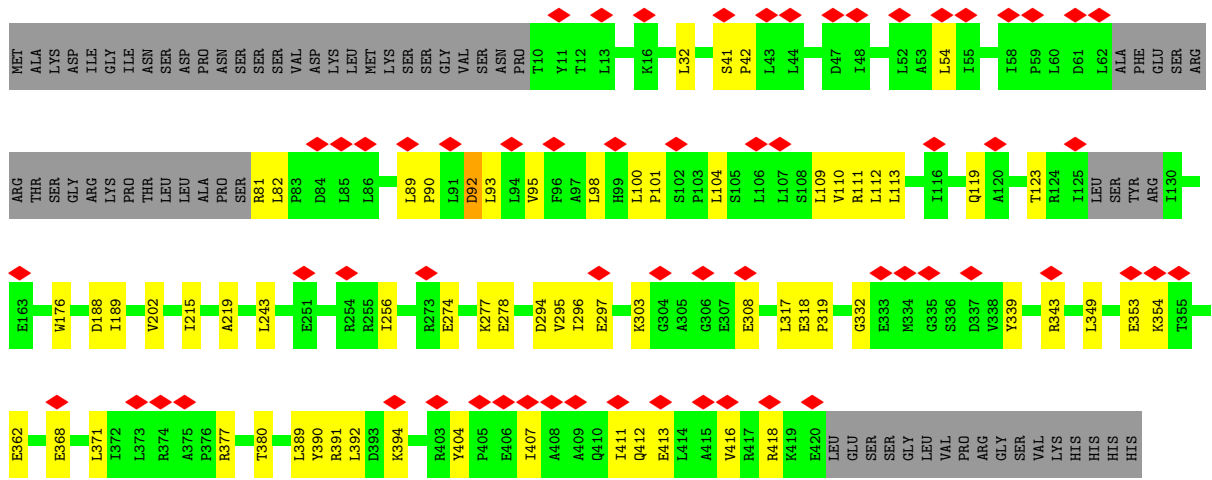 MET ALA LYS ASP ILE GLY ILE ASN SER ASP PRO ASN SER SER SER VAL ASP LYS LEU MET LYS SER SER GLY VAL SER ASN PRO T10 Y11 T12 L13 K16 L32 S41 P42 L43 L44 D47 I48 L52 A53 L54 I55 I58 P59 L60 D61 L62 ALA PHE GLU SER ARG
ARG THR SER GLY ARG LYS PRO THR LEU LEU ALA PRO SER R81 L82 P83 D84 L85 L86 L89 P90 L91 D92 L93 L94 V95 F96 A97 L98 H99 L100 P101 S102 P103 L104 S105 L106 L107 S108 L109 V110 R111 L112 L113 I116 Q119 A120 T123 R124 I125 LEU SER TYR ARG I130
E163 W176 D188 I189 V202 I215 A219 L243 E251 R254 R255 I256 R273 E274 K277 E278 D294 V295 I296 E297 K303 G304 A305 G306 E307 E308 L317 E318 P319 G332 E333 M334 G335 S336 D337 V338 Y339 R343 L349 E353 K354 T355
E362 E368 L371 I372 L373 R374 A375 P376 R377 T380 L389 Y390 R391 L392 D393 K394 R403 Y404 P405 E406 I407 A408 A409 Q410 I411 Q412 E413 L414 A415 V416 R417 R418 K419 E420 LEU GLU SER SER GLY LEU VAL PRO ARG GLY SER VAL LYS HIS HIS HIS HIS